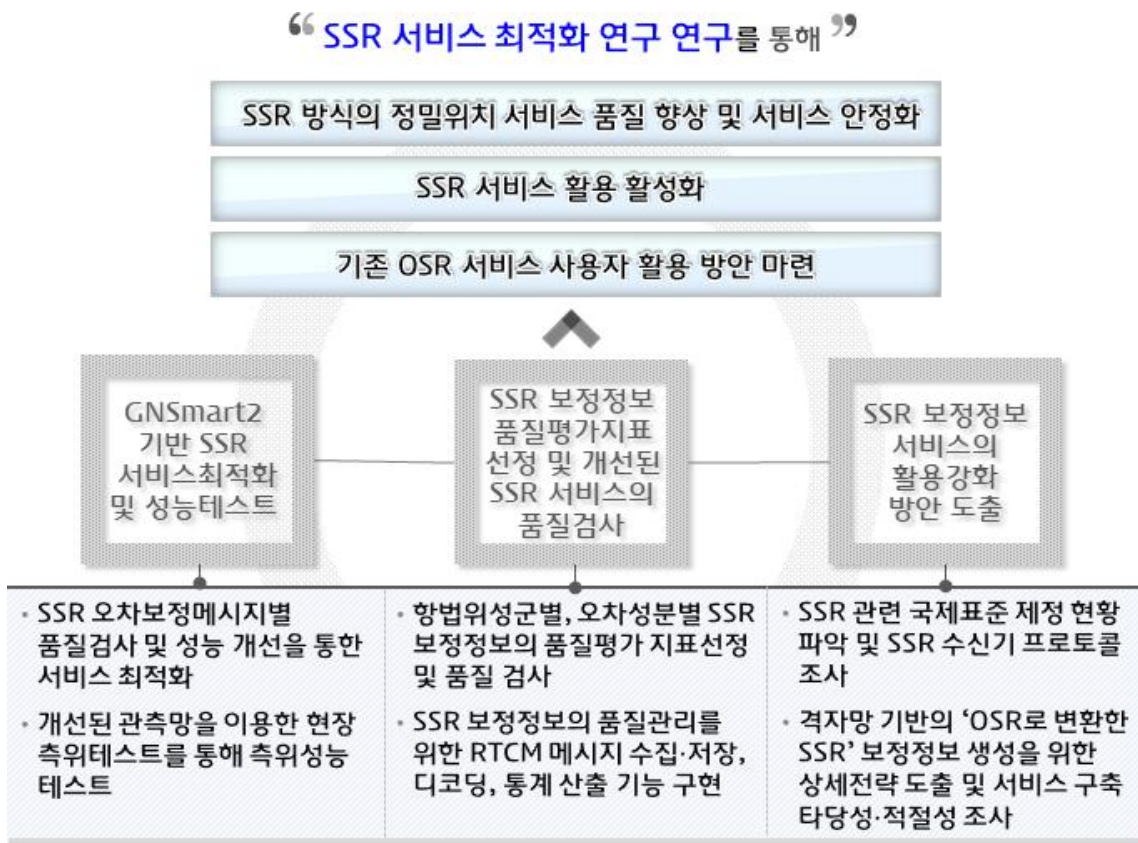 “ SSR 서비스 최적화 연구 연구를 통해 ”
SSR 방식의 정밀위치 서비스 품질 향상 및 서비스 안정화
SSR 서비스 활용 활성화
기존 OSR 서비스 사용자 활용 방안 마련
GNSmart2
기반 SSR
서비스최적화
및 성능테스트
SSR 보정정보
품질평가지표
선정 및 개선된
SSR 서비스의
품질검사
SSR 보정정보
서비스의
활용강화
방안 도출
· SSR 오차보정메시지별
품질검사 및 성능 개선을 통한
서비스 최적화
· 개선된 관측망을 이용한 현장
측위테스트를 통해 측위성능
테스트
· 항법위성군별, 오차성분별 SSR
보정정보의 품질평가 지표선정
및 품질 검사
· SSR 보정정보의 품질관리를
위한 RTCM 메시지 수집·저장,
디코딩, 통계 산출 기능 구현
· SSR 관련 국제표준 제정 현황
파악 및 SSR 수신기 프로토콜
조사
· 격자망 기반의 ‘OSR로 변환한
SSR’ 보정정보 생성을 위한
상세전략 도출 및 서비스 구축
타당성·적절성 조사